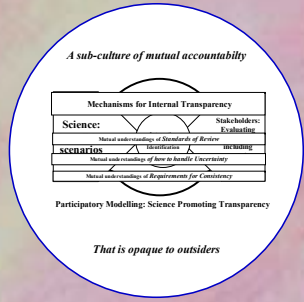 A sub-culture of mutual accountabilty
Mechanisms for Internal Transparency
Science:
Stakeholders:
Evaluating
Mutual understandings of Standards of Review
Identification
scenarios
including
Mutual understandings of how to handle Uncertainty
Mutual understandings of Requirements for Consistency
Participatory Modelling: Science Promoting Transparency
That is opaque to outsiders